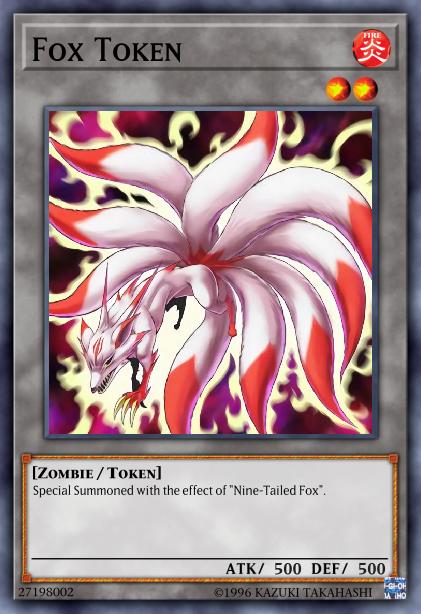 FOX TOKEN
FIRE
炎
[ZOMBIE / TOKEN]
Special Summoned with the effect of "Nine-Tailed Fox".
ATK/ 500 DEF/ 500
27198002 ©1996 KAZUKI TAKAHASHI